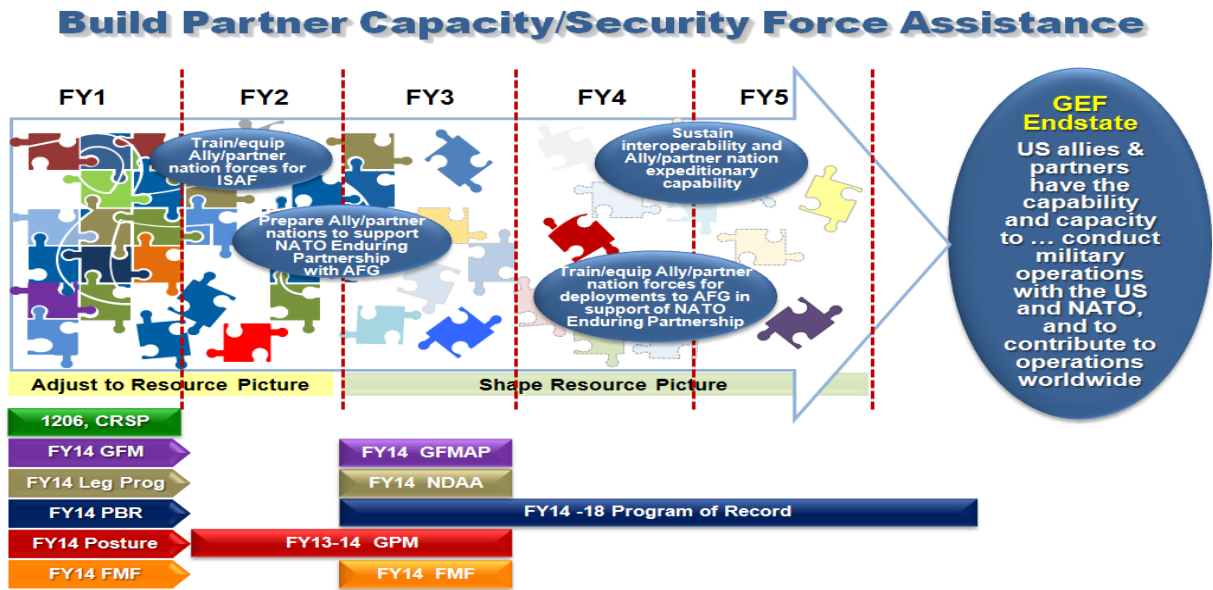 Build Partner Capacity/Security Force Assistance
FY1 FY2 FY3 FY4 FY5
Train/equip
Ally/partner
nation forces for
ISAF
Prepare Ally/partner
nations to support
NATO Enduring
Partnership
with AFG
Sustain
interoperability and
Ally/partner nation
expeditionary
capability
Train/equip Ally/partner
nation forces for
deployments to AFG in
support of NATO
Enduring Partnership
GEF
Endstate
US allies &
partners
have the
capability
and capacity
to … conduct
military
operations
with the US
and NATO,
and to
contribute to
operations
worldwide
Adjust to Resource Picture
Shape Resource Picture
1206, CRSP
FY14 GFM
FY14 GFMAP
FY14 Leg Prog
FY14 NDAA
FY14 PBR
FY14 -18 Program of Record
FY14 Posture
FY13-14 GPM
FY14 FMF
FY14 FMF